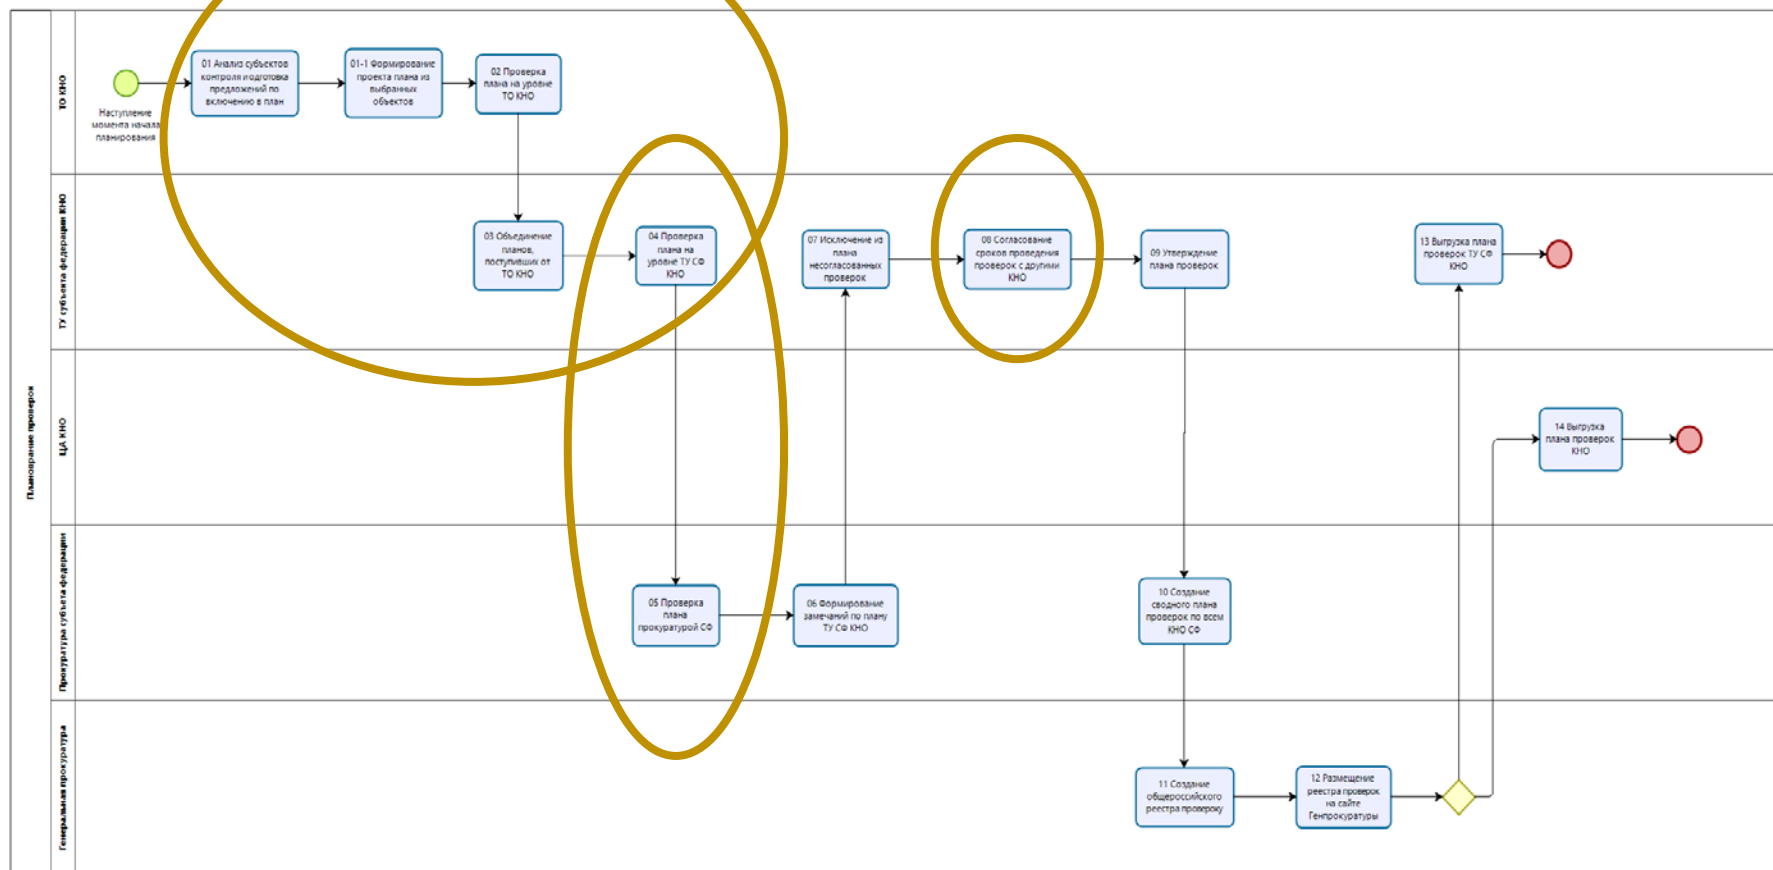 Планирование проверок
ТО КНО
Наступление
момента начала
планирования
01 Анализ субъектов
контроля иодготовка
предложений по
включению в план
01-1 Формирование
проекта плана из
выбранных
объектов
02 Проверка
плана на уровне
ТО КНО
ТУ субъекта федерации КНО
03 Объединение
планов,
поступивших от
ТО КНО
04 Проверка
плана на
уровне ТУ СФ
КНО
07 Исключение из
плана
несогласованных
проверок
08 Согласование
сроков проведения
проверок с другими
КНО
09 Утверждение
плана проверок
13 Выгрузка плана
проверок ТУ СФ
КНО
ЦА КНО
14 Выгрузка
плана проверок
КНО
Прокуратура субъта федерации
05 Проверка
плана
прокуратурой СФ
06 Формирование
замечаний по плану
ТУ СФ КНО
10 Создание
сводного плана
проверок по всем
КНО СФ
Генеральная прокуратура
11 Создание
общероссийского
реестра проверку
12 Размещение
реестра проверок
на сайте
Генпрокуратуры